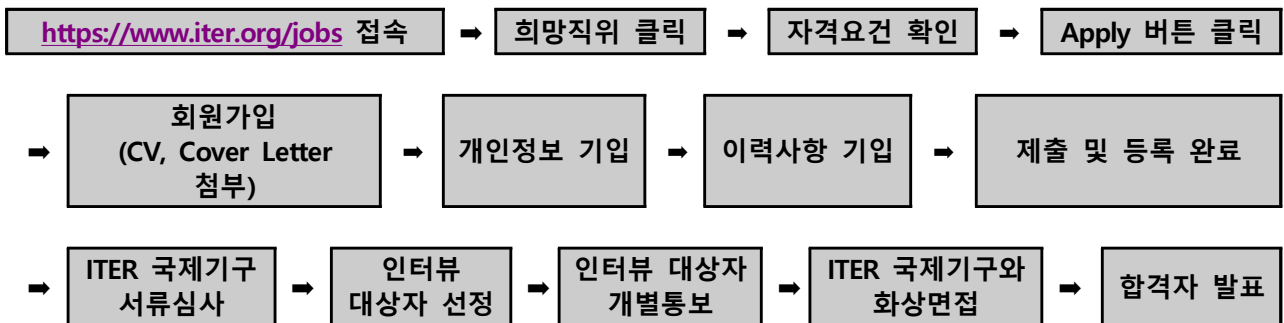 https://www.iter.org/jobs 접속 ➡ 희망직위 클릭 ➡ 자격요건 확인 ➡ Apply 버튼 클릭
➡ 회원가입
(CV, Cover Letter
첨부) ➡ 개인정보 기입 ➡ 이력사항 기입 ➡ 제출 및 등록 완료
➡ ITER 국제기구
서류심사 ➡ 인터뷰
대상자 선정 ➡ 인터뷰 대상자
개별통보 ➡ ITER 국제기구와
화상면접 ➡ 합격자 발표